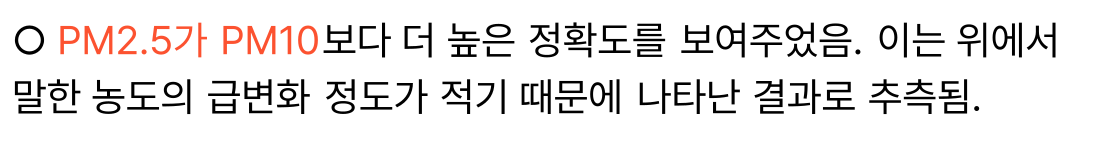 ○ PM2.5가 PM10보다 더 높은 정확도를 보여주었음. 이는 위에서
말한 농도의 급변화 정도가 적기 때문에 나타난 결과로 추측됨.